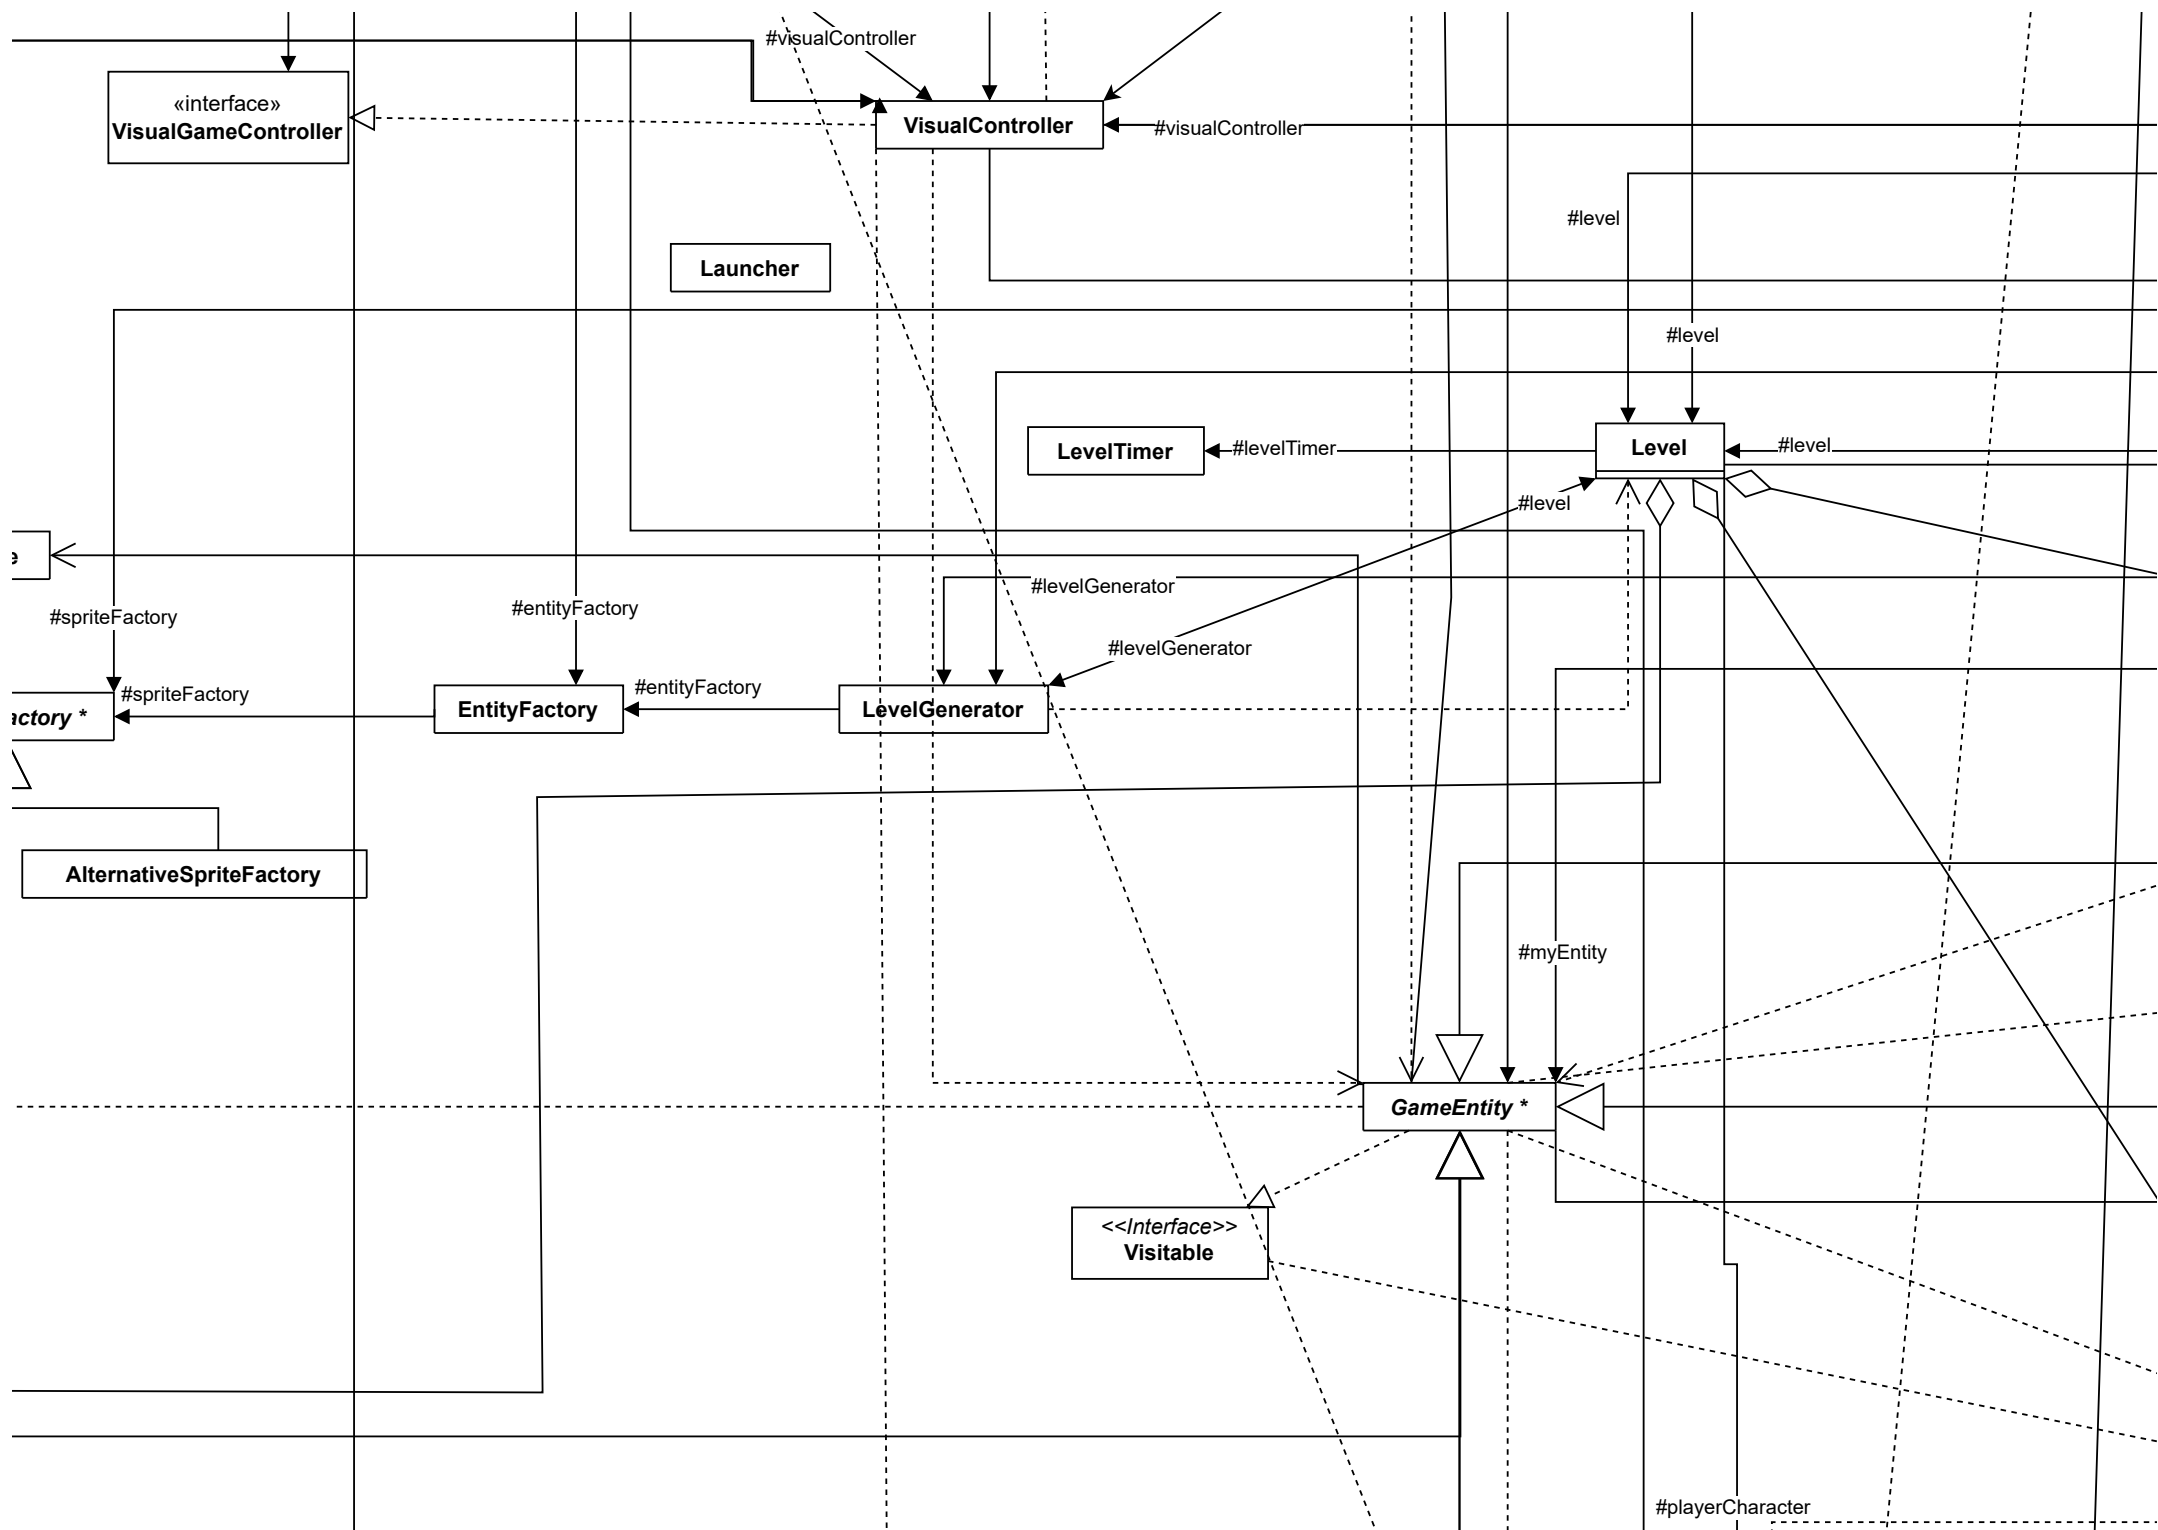 #visualController
«interface»
VisualGameController
VisualController
#visualController
#level
Launcher
#level
Level
#level
LevelTimer
#levelTimer
#level
#levelGenerator
#spriteFactory
#entityFactory
#levelGenerator
#spriteFactory
#entityFactory
actory *
EntityFactory
LevelGenerator
AlternativeSpriteFactory
#myEntity
GameEntity *
<<Interface>>
Visitable
#playerCharacter